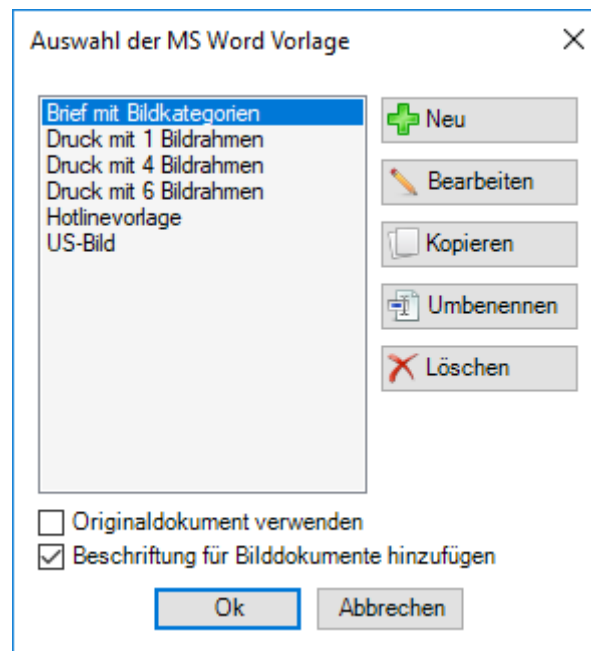 Auswahl der MS Word Vorlage
Brief mit Bildkategorien
Druck mit 1 Bildrahmen
Druck mit 4 Bildrahmen
Druck mit 6 Bildrahmen
Hotlinevorlage
US-Bild
Neu
Bearbeiten
Kopieren
Umbenennen
Löschen
Originaldokument verwenden
Beschriftung für Bilddokumente hinzufügen
Ok
Abbrechen